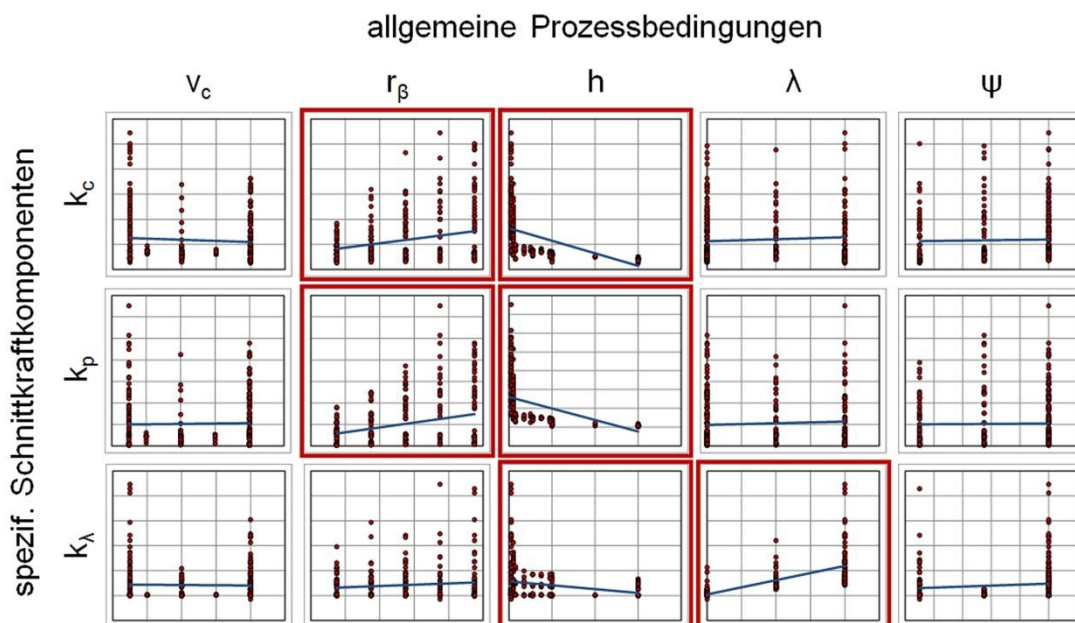 allgemeine Prozessbedingungen
v_c r_β h λ ψ
spezif. Schnittkraftkomponenten
k_c
k_p
k_λ